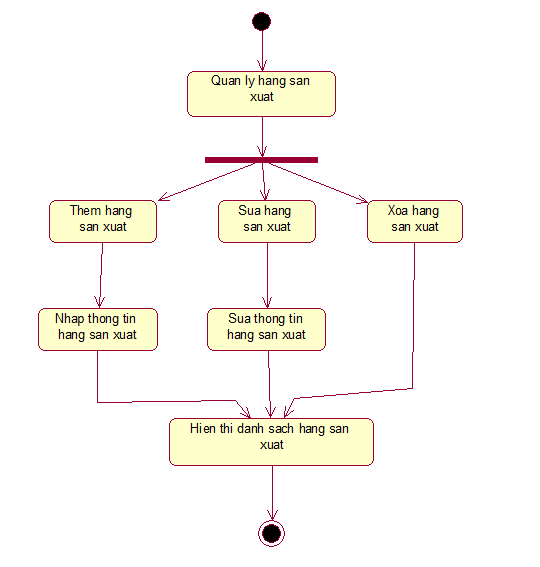 Quan ly hang san
xuat
Them hang
san xuat
Sua hang
san xuat
Xoa hang
san xuat
Nhap thong tin
hang san xuat
Sua thong tin
hang san xuat
Hien thi danh sach hang san
xuat